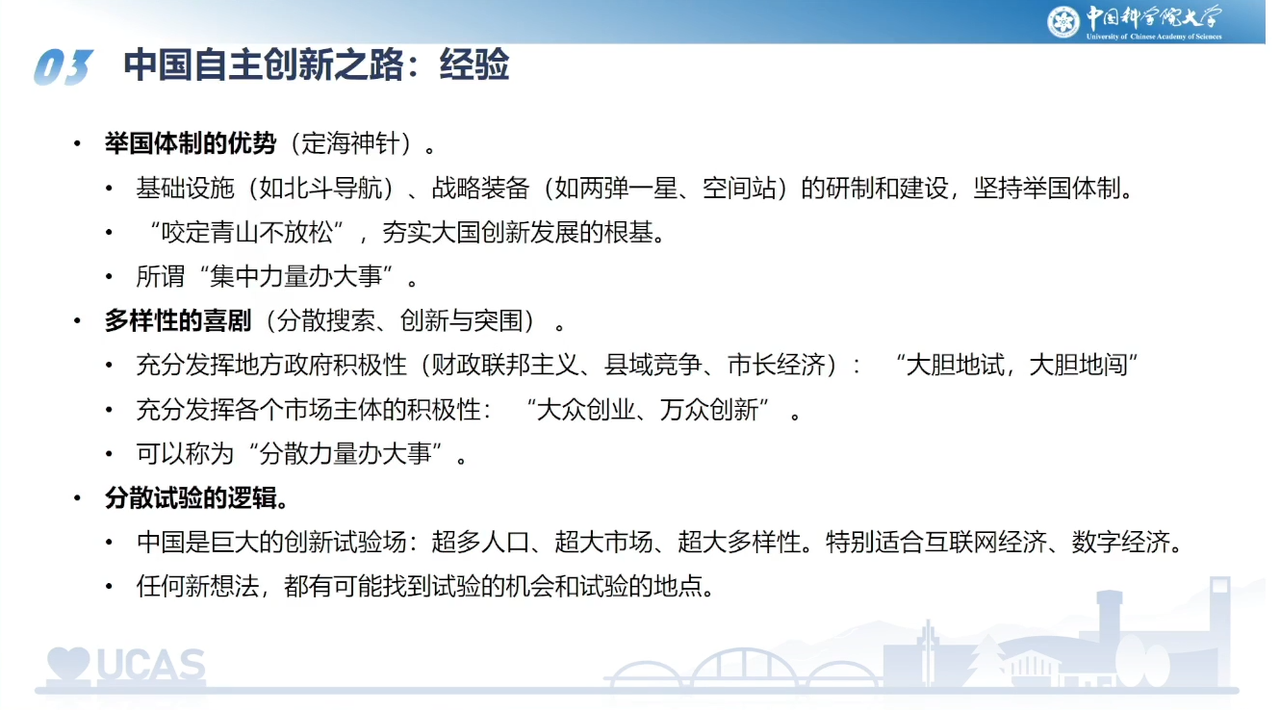 中国科学院大学
University of Chinese Academy of Sciences
03 中国自主创新之路：经验
• 举国体制的优势（定海神针）。
• 基础设施（如北斗导航）、战略装备（如两弹一星、空间站）的研制和建设，坚持举国体制。
• “咬定青山不放松”，夯实大国创新发展的根基。
• 所谓“集中力量办大事”。
• 多样性的喜剧（分散搜索、创新与突围）。
• 充分发挥地方政府积极性（财政联邦主义、县域竞争、市长经济）：“大胆地试，大胆地闯”
• 充分发挥各个市场主体的积极性：“大众创业、万众创新”。
• 可以称为“分散力量办大事”。
• 分散试验的逻辑。
• 中国是巨大的创新试验场：超多人口、超大市场、超大多样性。特别适合互联网经济、数字经济。
• 任何新想法，都有可能找到试验的机会和试验的地点。
UCAS